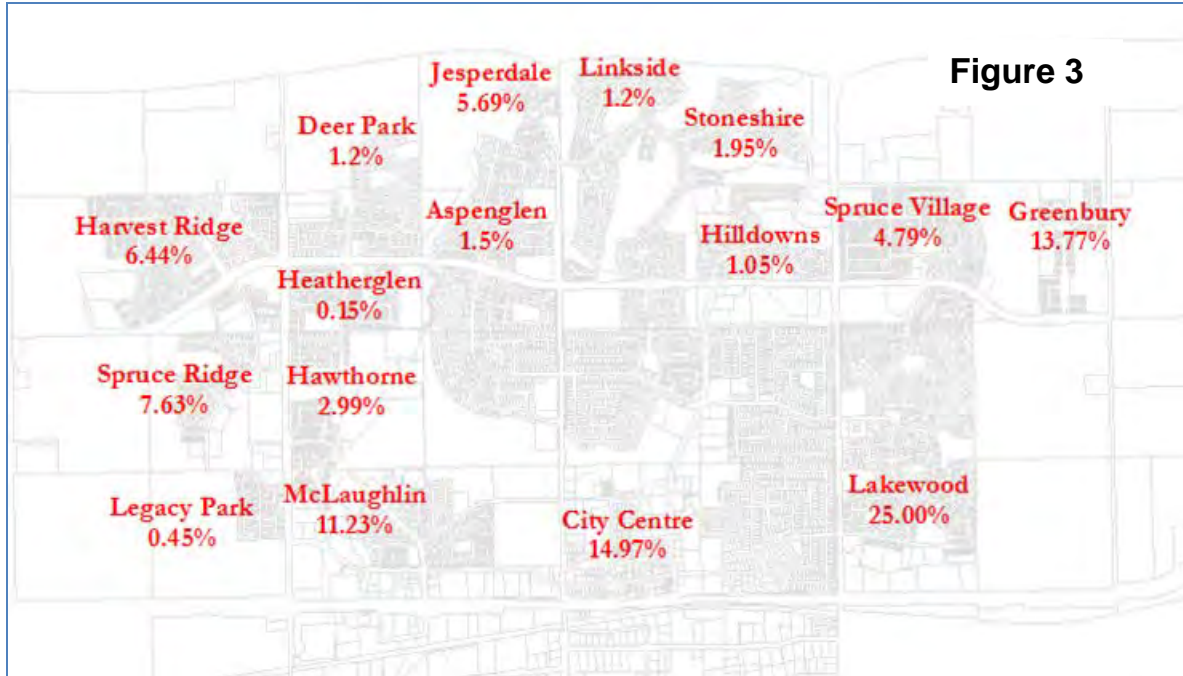 Figure 3
Jesperdale
5.69%
Linkside
1.2%
Stoneshire
1.95%
Deer Park
1.2%
Harvest Ridge
6.44%
Aspenglen
1.5%
Hilldowns
1.05%
Spruce Village
4.79%
Greenbury
13.77%
Heatherglen
0.15%
Spruce Ridge
7.63%
Hawthorne
2.99%
Legacy Park
0.45%
McLaughlin
11.23%
City Centre
14.97%
Lakewood
25.00%